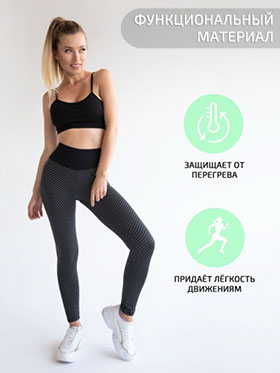 ФУНКЦИОНАЛЬНЫЙ
МАТЕРИАЛ
ЗАЩИЩАЕТ ОТ
ПЕРЕГРЕВА
ПРИДАЁТ ЛЁГКОСТЬ
ДВИЖЕНИЯМ